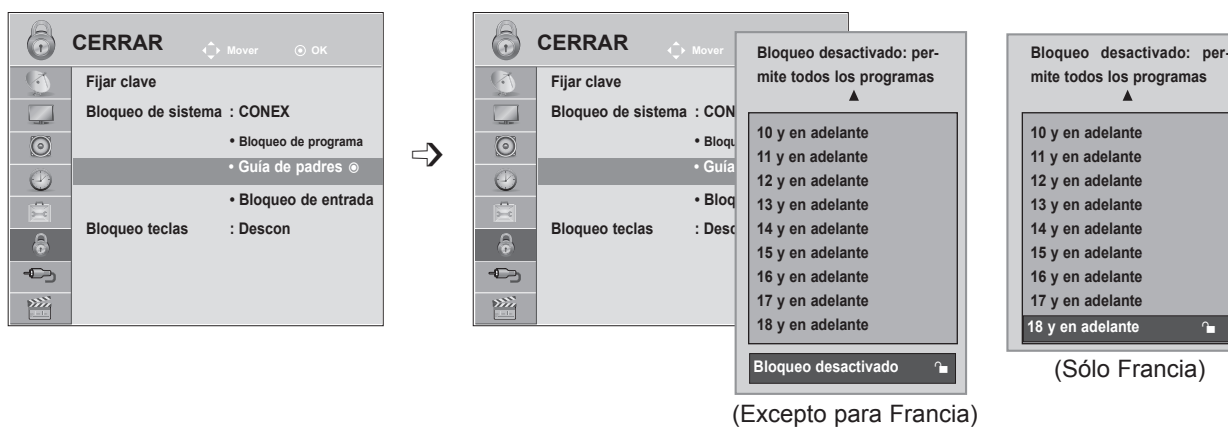 CERRAR
Mover
OK
Fijar clave
Bloqueo de sistema : CONEX
• Bloqueo de programa
• Guía de padres
• Bloqueo de entrada
Bloqueo teclas : Descon
CERRAR
Mover
Fijar clave
Bloqueo de sistema : CON
• Bloqu
• Guía
• Bloq
Bloqueo teclas : Desc
Bloqueo desactivado: per-
mite todos los programas
10 y en adelante
11 y en adelante
12 y en adelante
13 y en adelante
14 y en adelante
15 y en adelante
16 y en adelante
17 y en adelante
18 y en adelante
Bloqueo desactivado
(Excepto para Francia)
Bloqueo desactivado: per-
mite todos los programas
10 y en adelante
11 y en adelante
12 y en adelante
13 y en adelante
14 y en adelante
15 y en adelante
16 y en adelante
17 y en adelante
18 y en adelante
(Sólo Francia)